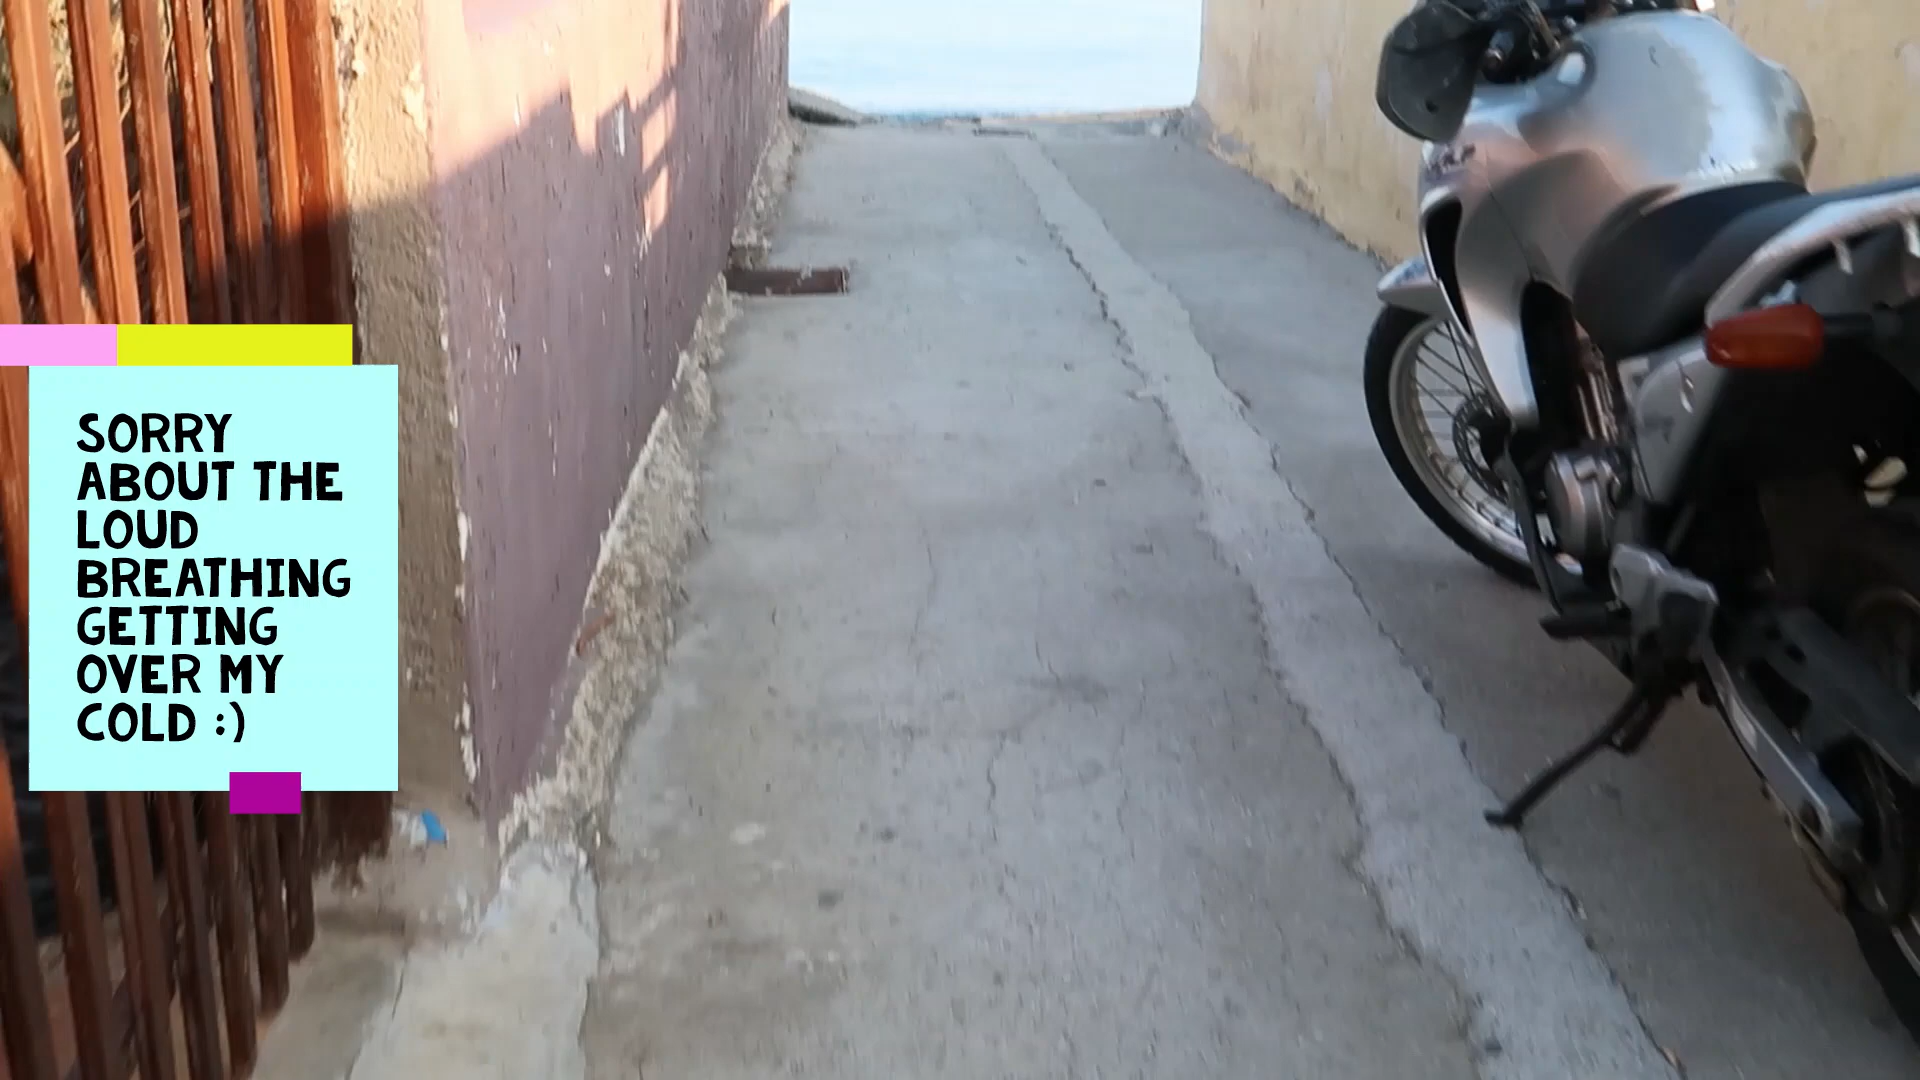 SORRY
ABOUT THE
LOUD
BREATHING
GETTING
OVER MY
COLD :)